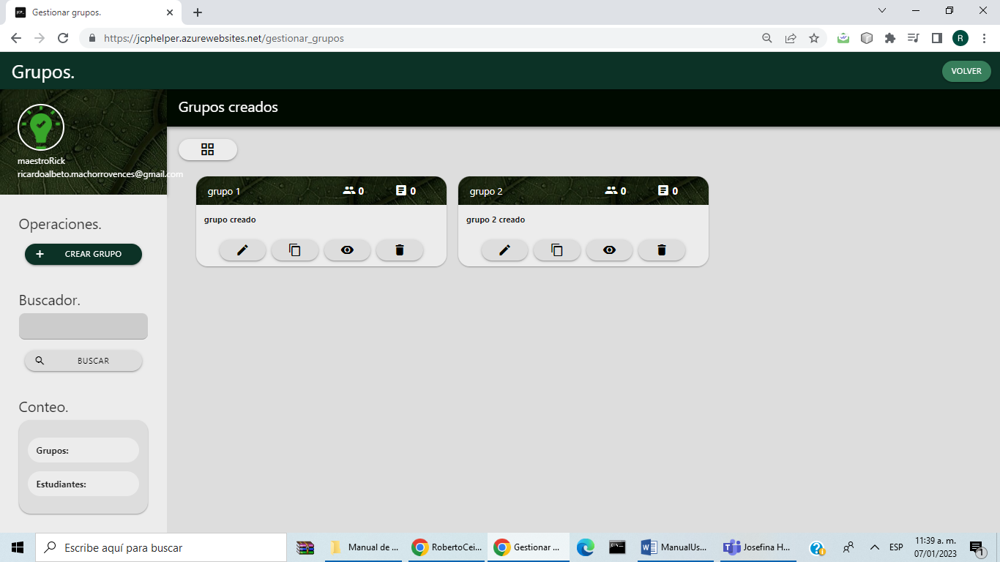 Gestionar grupos.
https://jcphelper.azurewebsites.net/gestionar_grupos
R
Grupos.
VOLVER
maestroRick
ricardoalbeto.machorrovences@gmail.com
Grupos creados
grupo 1
0
0
grupo creado
grupo 2
0
0
grupo 2 creado
Operaciones.
CREAR GRUPO
Buscador.
BUSCAR
Conteo.
Grupos:
Estudiantes:
Escribe aquí para buscar
Manual de ...
RobertoCei...
Gestionar ...
ManualUs...
Josefina H...
ESP
11:39 a. m.
07/01/2023
1